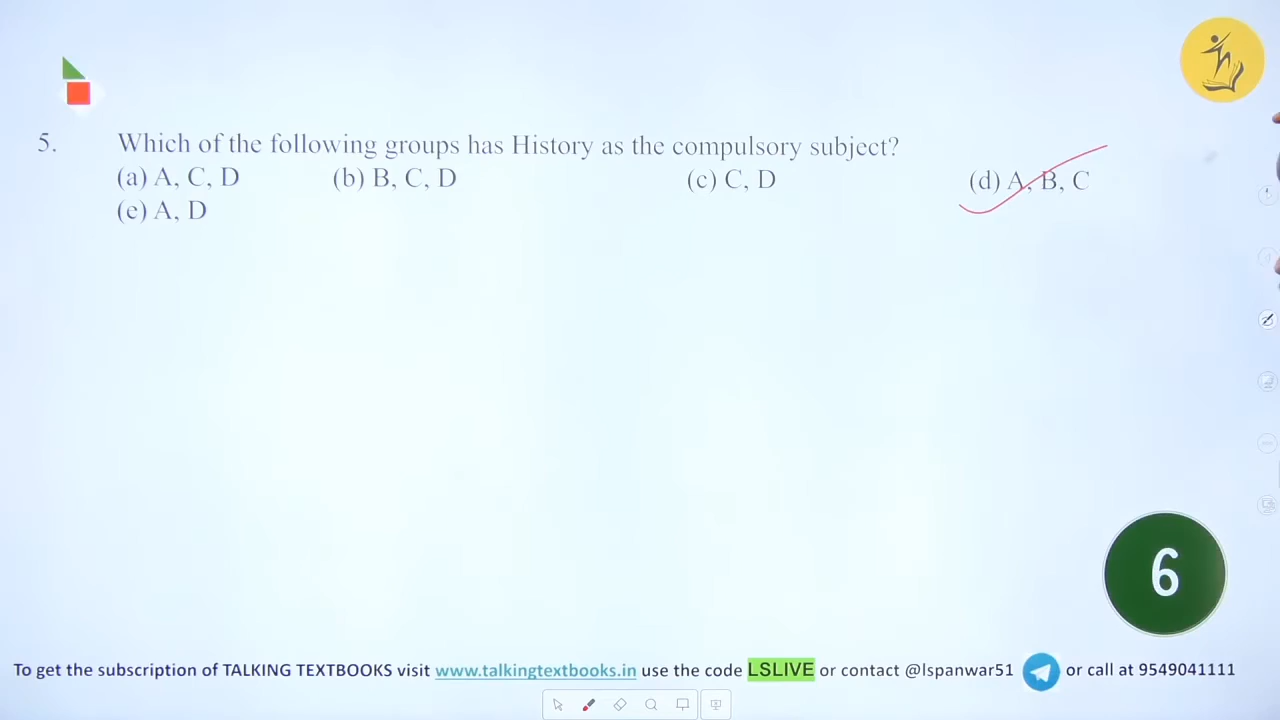 5. Which of the following groups has History as the compulsory subject?
(a) A, C, D (b) B, C, D (c) C, D (d) A, B, C
(e) A, D
6
To get the subscription of TALKING TEXTBOOKS visit www.talkingtextbooks.in use the code LSLIVE or contact @lspanwar51 or call at 9549041111